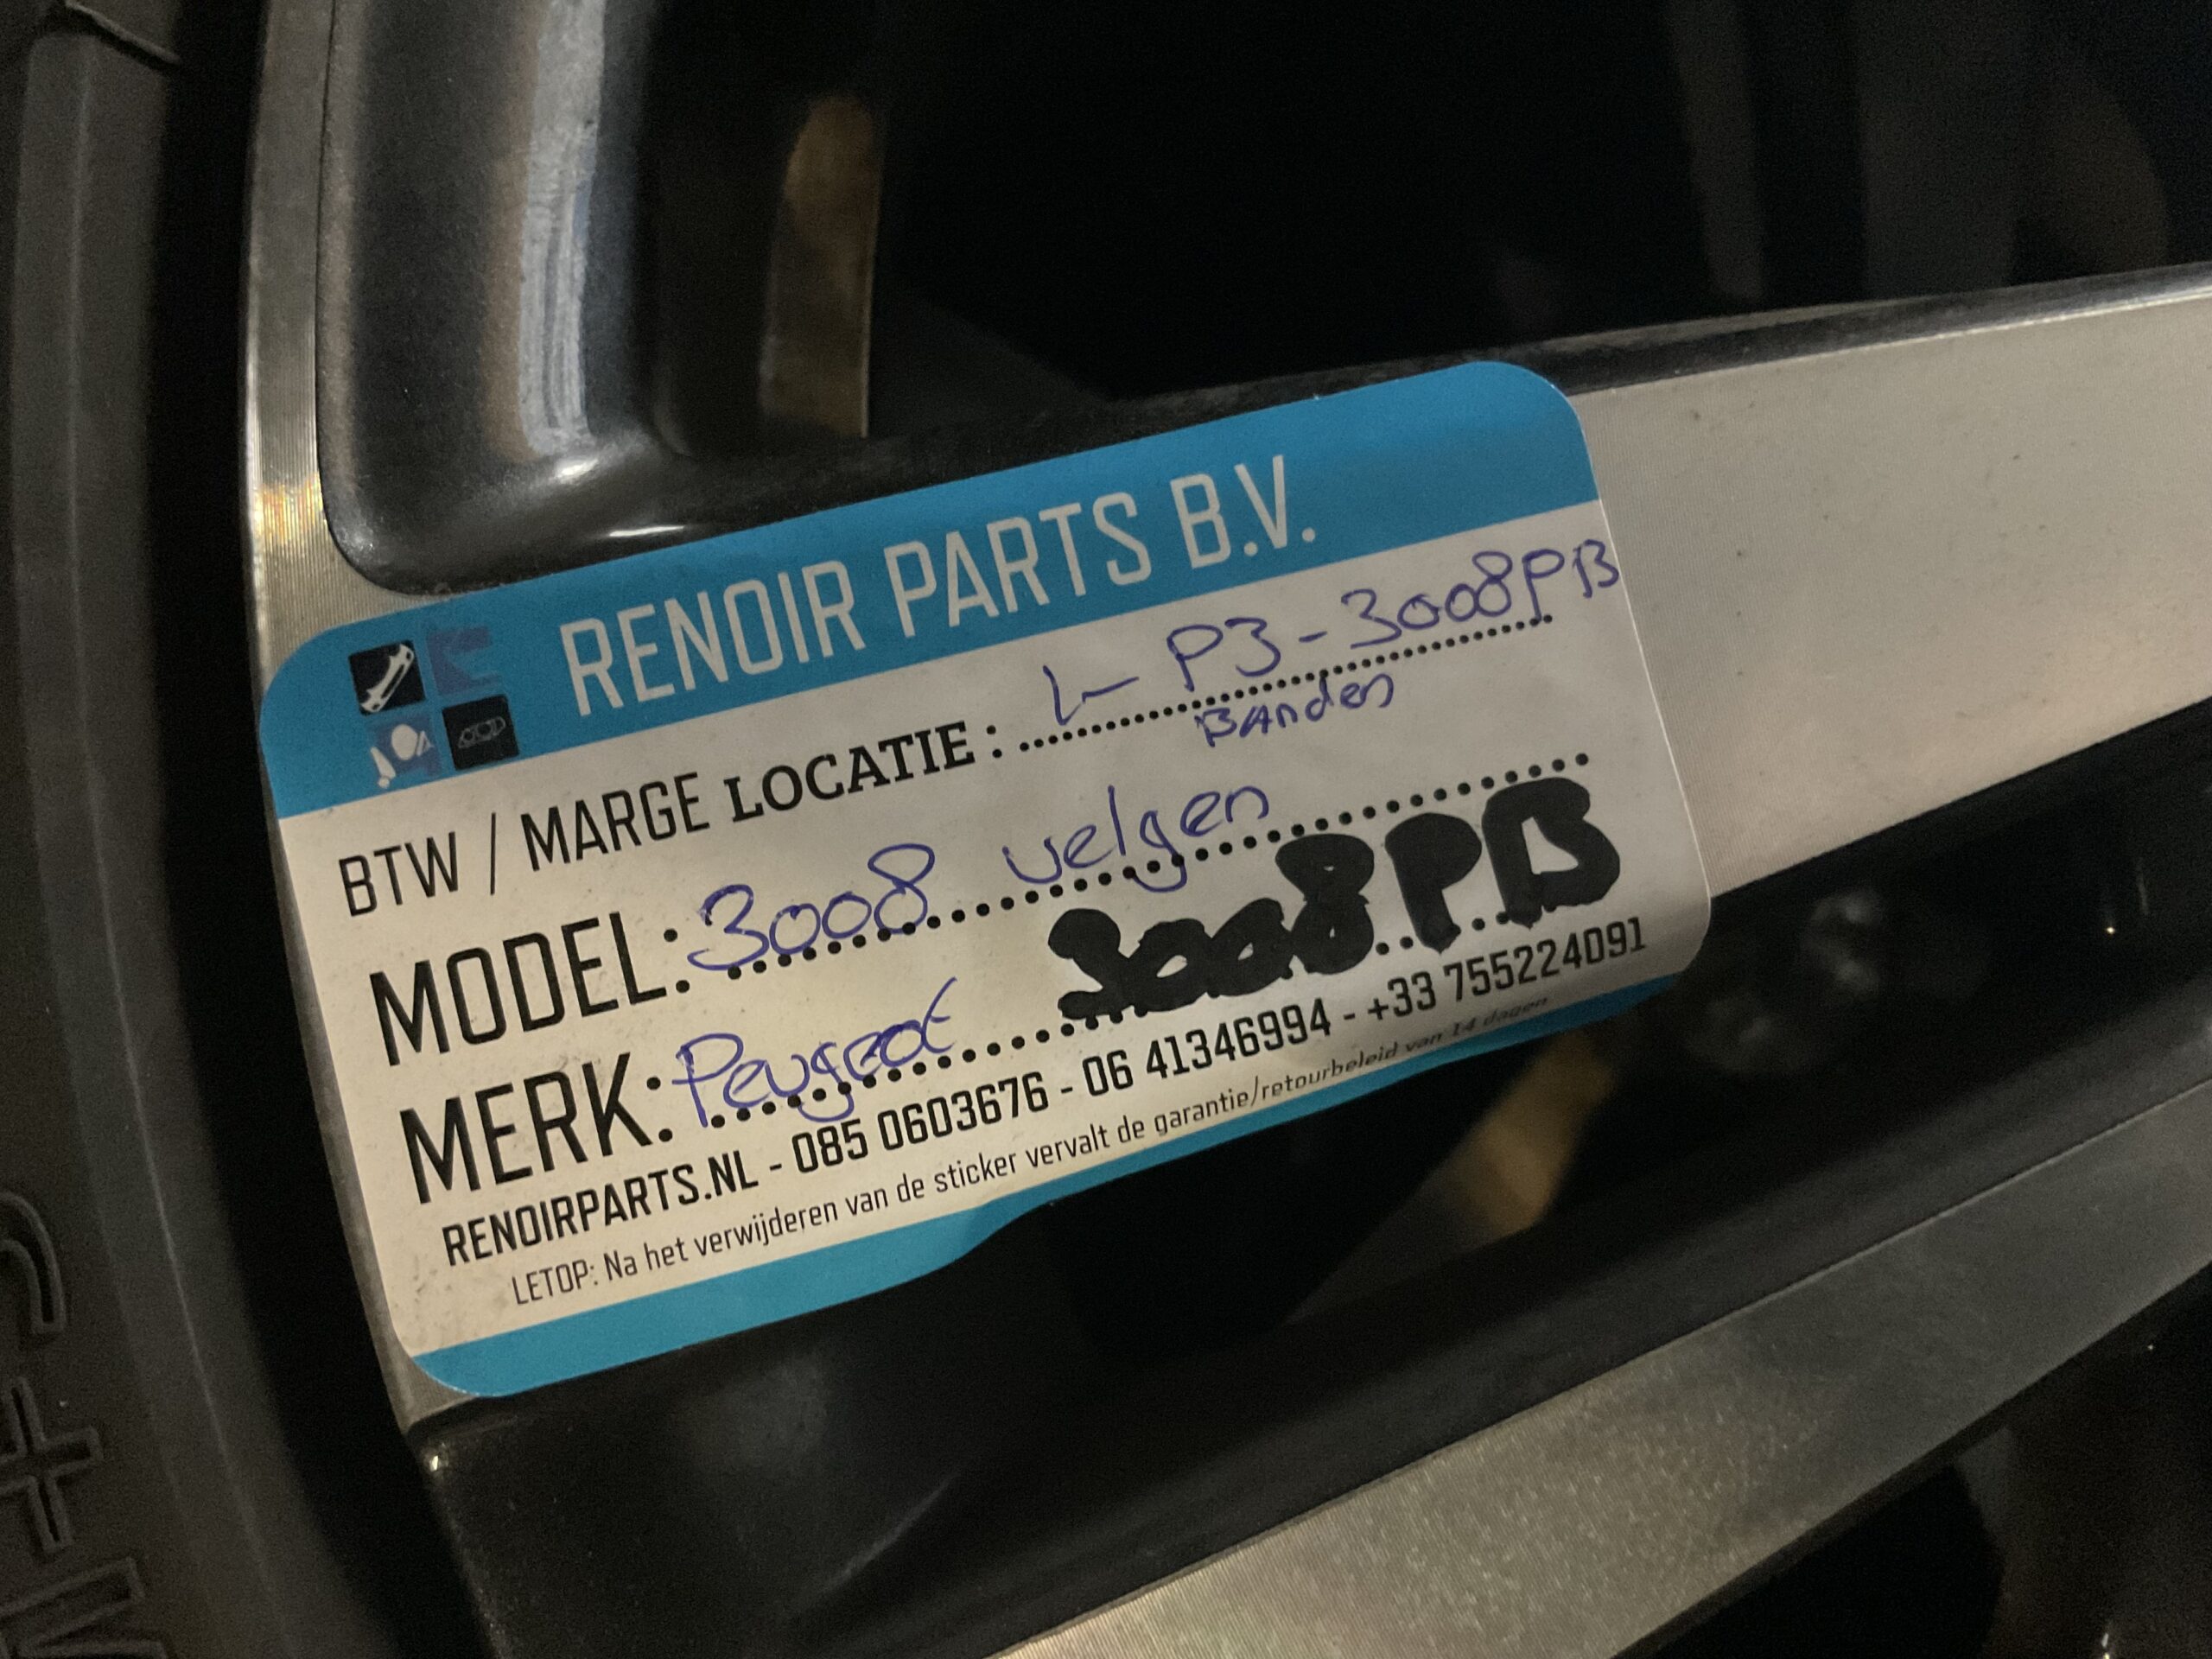 RENOIR PARTS B.V.
BTW / MARGE LOCATIE : L- P3-3008PB
BAnden
MODEL: 3008 velgen
3008PB
MERK: Peugeot
RENOIRPARTS.NL - 085 0603676 - 06 41346994 - +33 755224091
LETOP: Na het verwijderen van de sticker vervalt de garantie/retourbeleid van 14 dagen